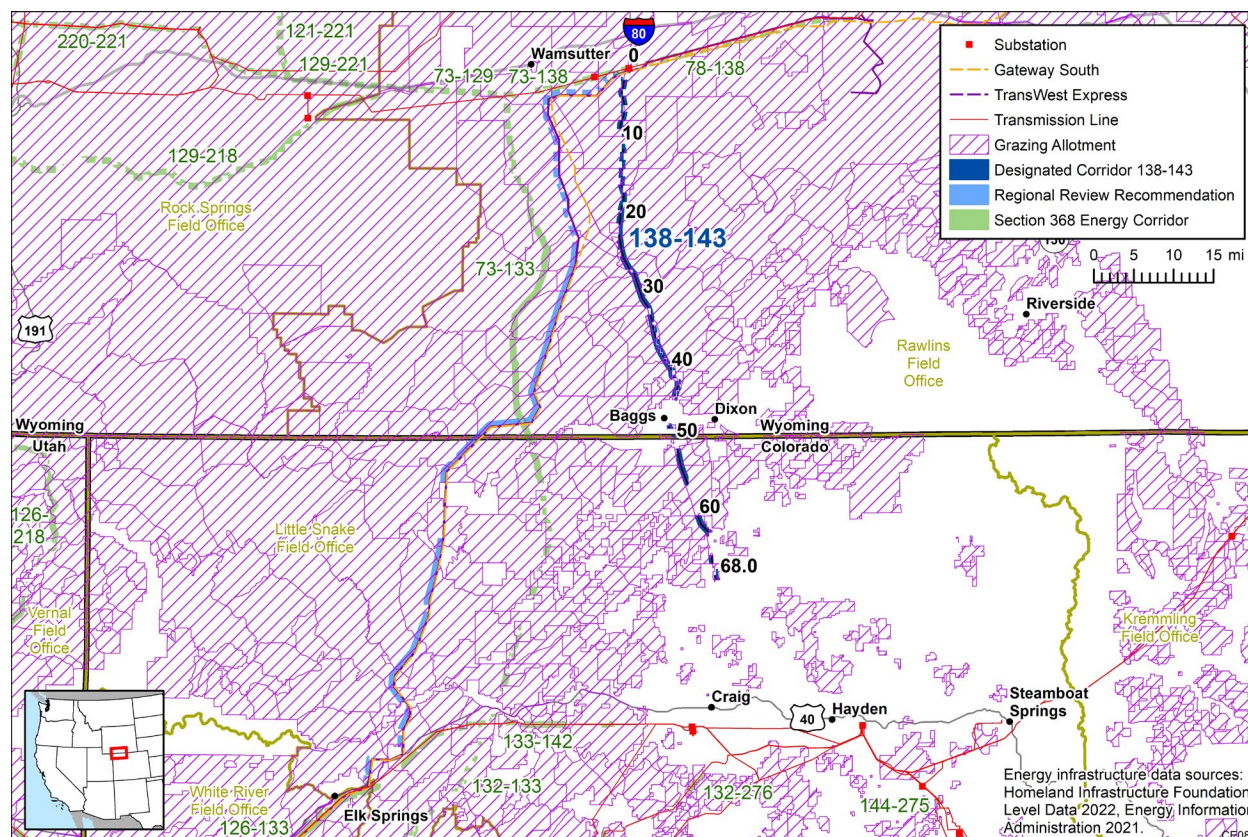 220-221
121-221
129-221
Wamsutter
80
0
73-129
73-138
78-138
129-218
Rock Springs
Field Office
10
20
138-143
73-133
30
40
191
Substation
Gateway South
TransWest Express
Transmission Line
Grazing Allotment
Designated Corridor 138-143
Regional Review Recommendation
Section 368 Energy Corridor
0 5 10 15 mi
Riverside
Rawlins
Field
Office
Baggs
Dixon
Wyoming
Utah
50
Wyoming
Colorado
126-
218
Little Snake
Field Office
60
68.0
Vernal
Field
Office
Kremmling
Field Office
Craig
40
Hayden
Steamboat
Springs
133-142
132-133
132-276
144-275
White River
Field Office
Elk Springs
126-133
Energy infrastructure data sources:
Homeland Infrastructure Foundation
Level Data 2022, Energy Information
Administration 2021.